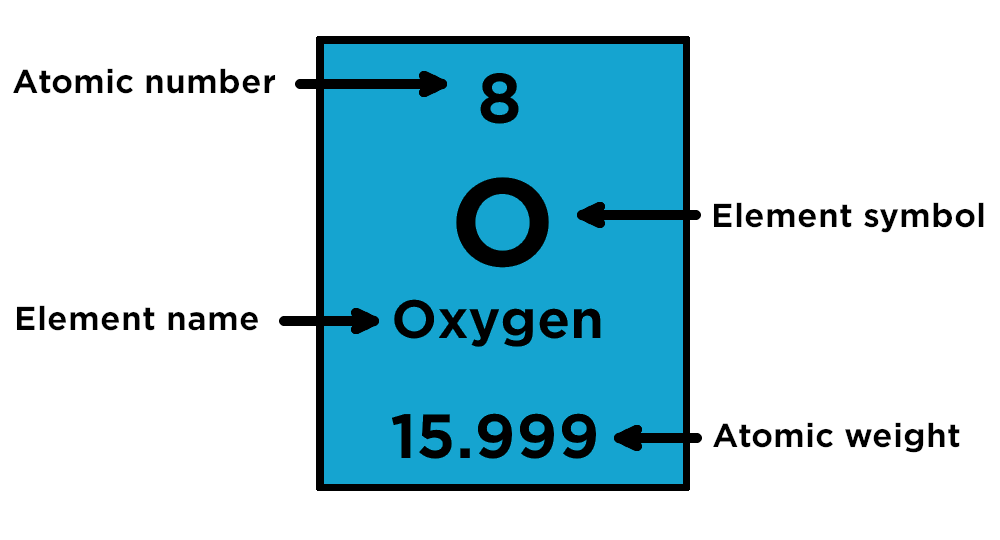 Atomic number
8
O
Element symbol
Element name
Oxygen
15.999
Atomic weight